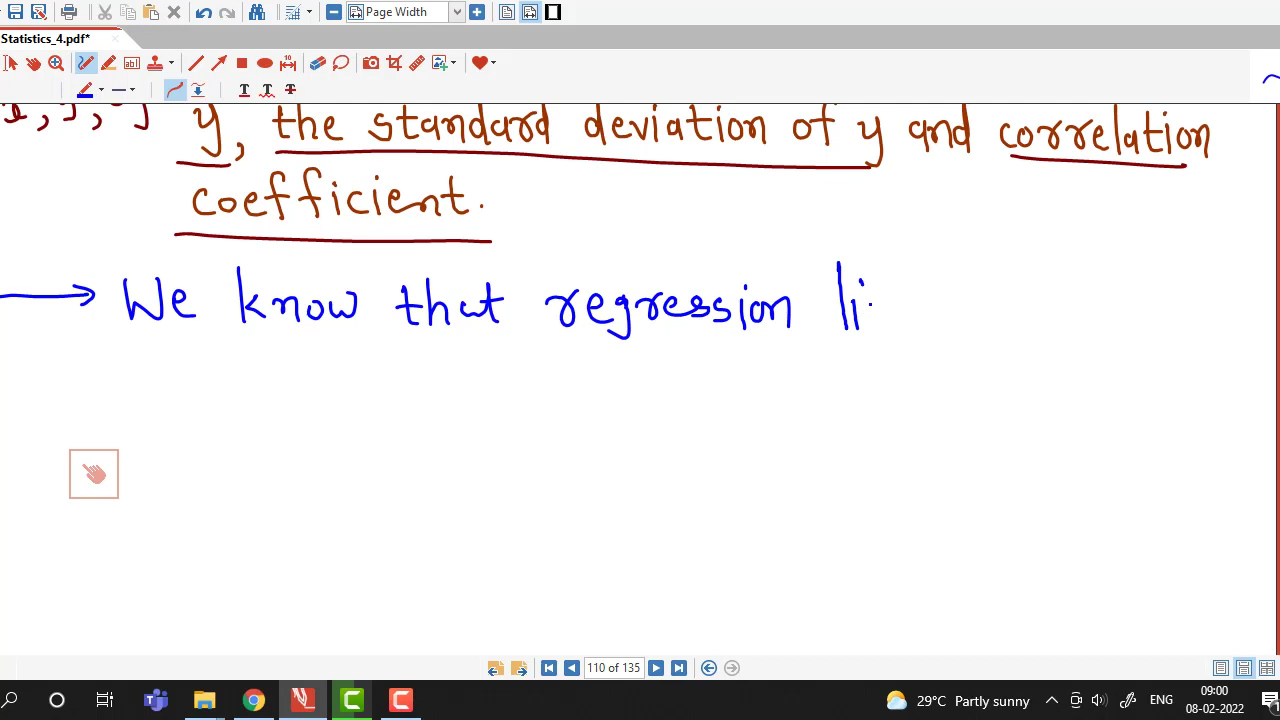 Page Width
Statistics_4.pdf*
10
T T T
y, the standard deviation of y and correlation
coefficient.
We know that regression li
110 of 135
29°C Partly sunny
ENG
09:00
08-02-2022